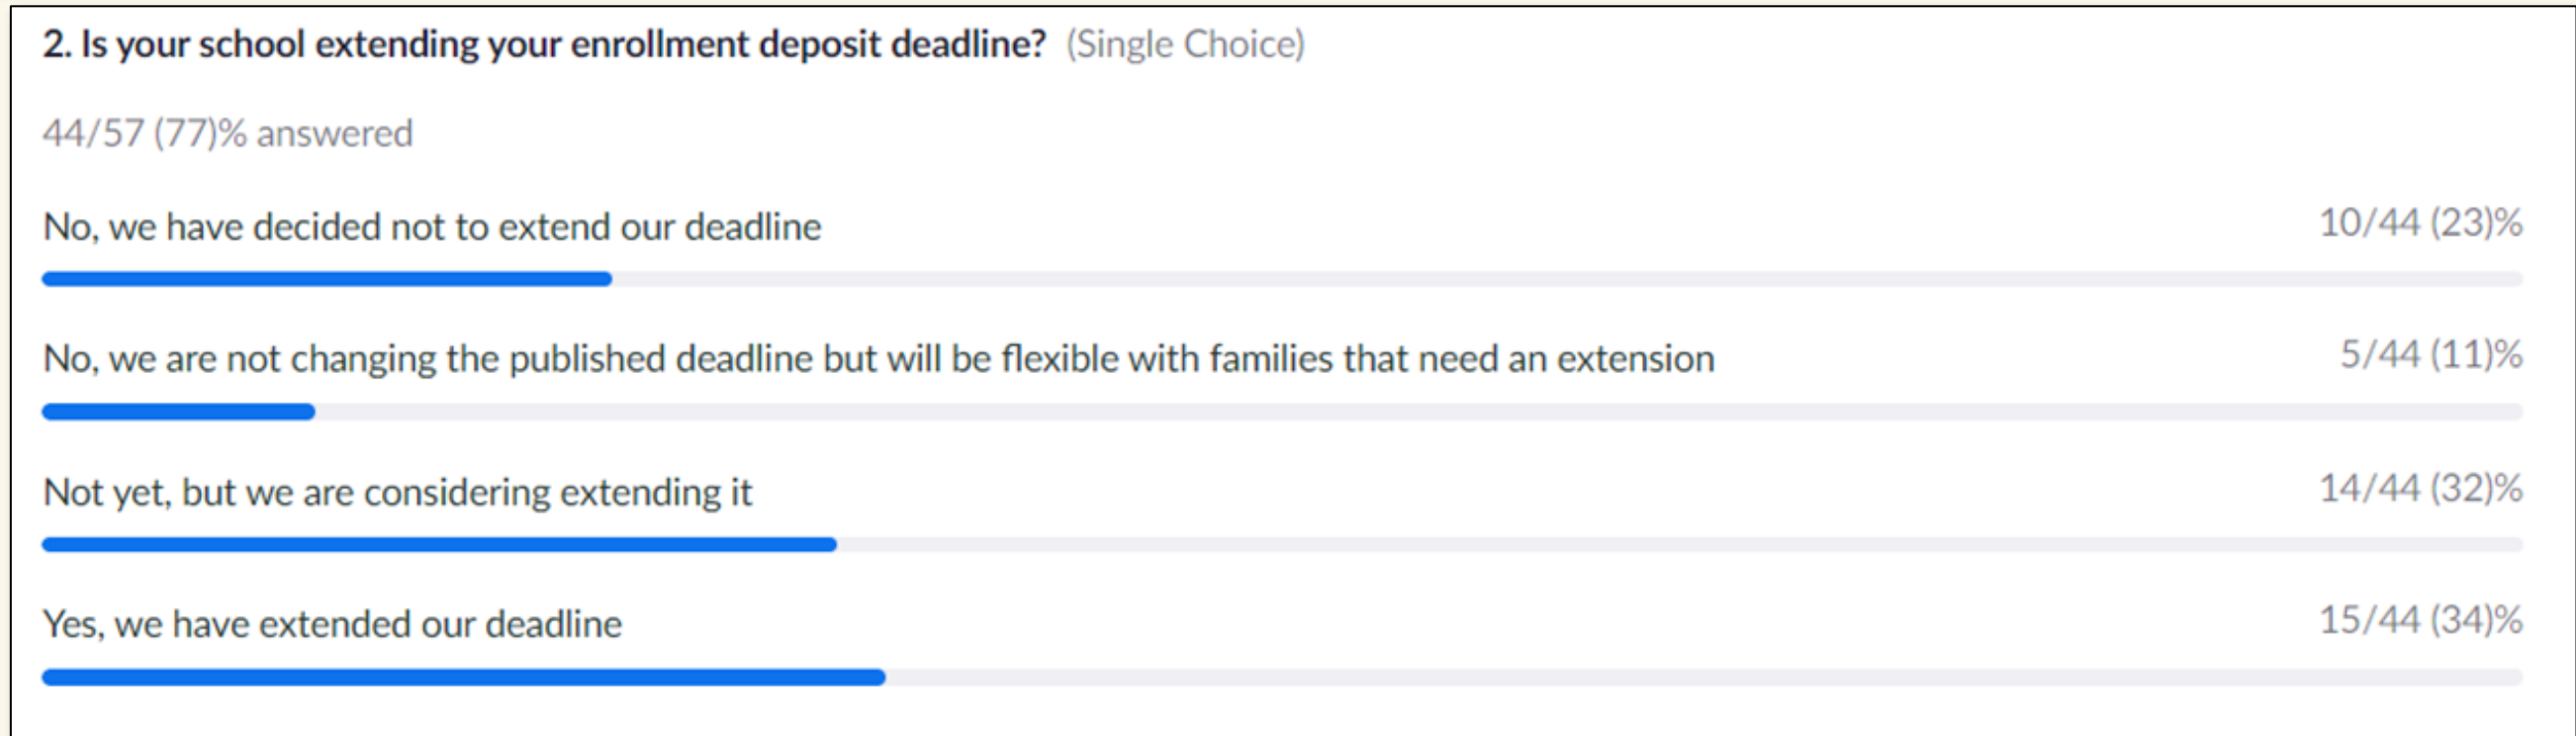 2. Is your school extending your enrollment deposit deadline? (Single Choice)
44/57 (77)% answered
No, we have decided not to extend our deadline 10/44 (23)%
No, we are not changing the published deadline but will be flexible with families that need an extension 5/44 (11)%
Not yet, but we are considering extending it 14/44 (32)%
Yes, we have extended our deadline 15/44 (34)%